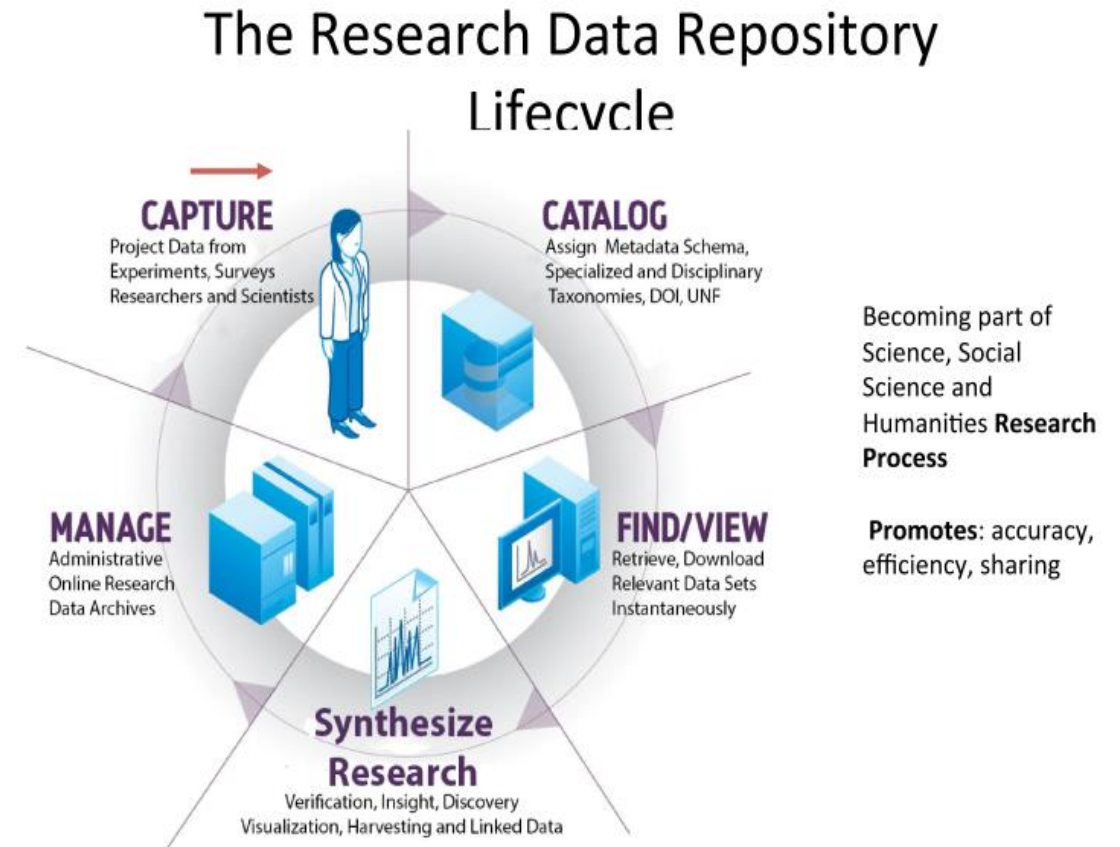 The Research Data Repository
Lifecycle
CAPTURE
Project Data from
Experiments, Surveys
Researchers and Scientists
CATALOG
Assign Metadata Schema,
Specialized and Disciplinary
Taxonomies, DOI, UNF
FIND/VIEW
Retrieve, Download
Relevant Data Sets
Instantaneously
Synthesize
Research
Verification, Insight, Discovery
Visualization, Harvesting and Linked Data
MANAGE
Administrative
Online Research
Data Archives
Becoming part of
Science, Social
Science and
Humanities Research
Process
Promotes: accuracy,
efficiency, sharing